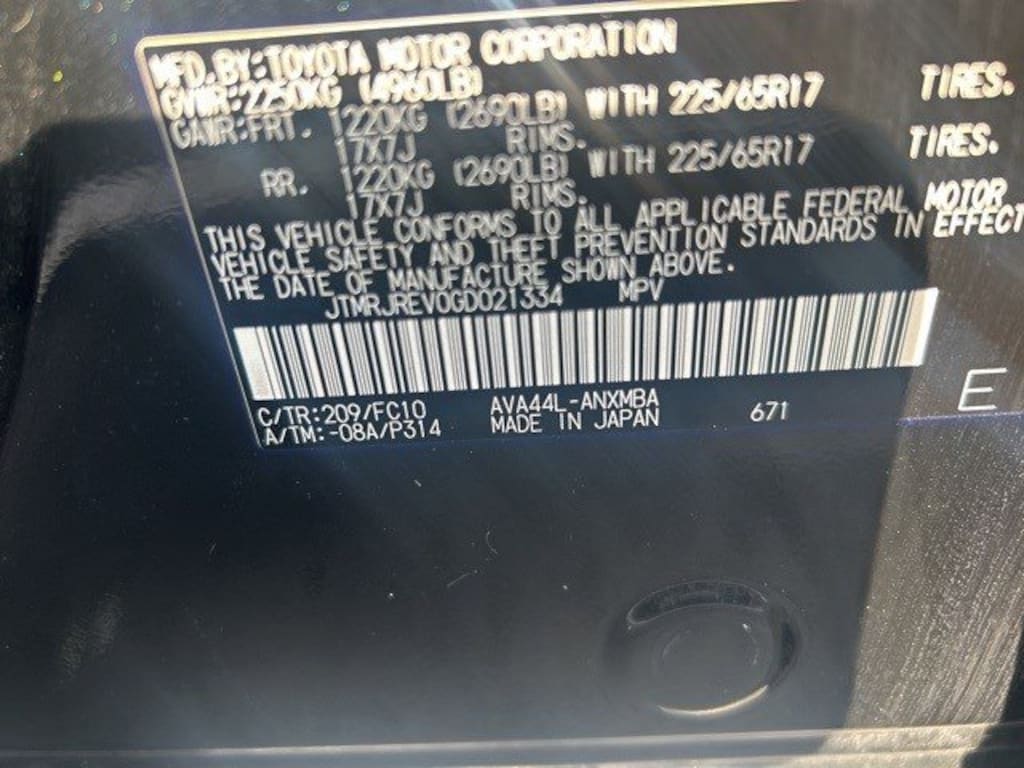 MFD.BY:TOYOTA MOTOR CORPORATION
GVWR:2250KG (4960LB)
GAWR:FRT. 1220KG (2690LB) WITH 225/65R17 TIRES.
17X7J RIMS.
RR. 1220KG (2690LB) WITH 225/65R17 TIRES.
17X7J RIMS.
THIS VEHICLE CONFORMS TO ALL APPLICABLE FEDERAL MOTOR
VEHICLE SAFETY AND THEFT PREVENTION STANDARDS IN EFFECT
THE DATE OF MANUFACTURE SHOWN ABOVE.
JTMRJREV0GD021334 MPV
C/TR:209/FC10 AVA44L-ANXMBA 671
A/TM:-08A/P314 MADE IN JAPAN
E